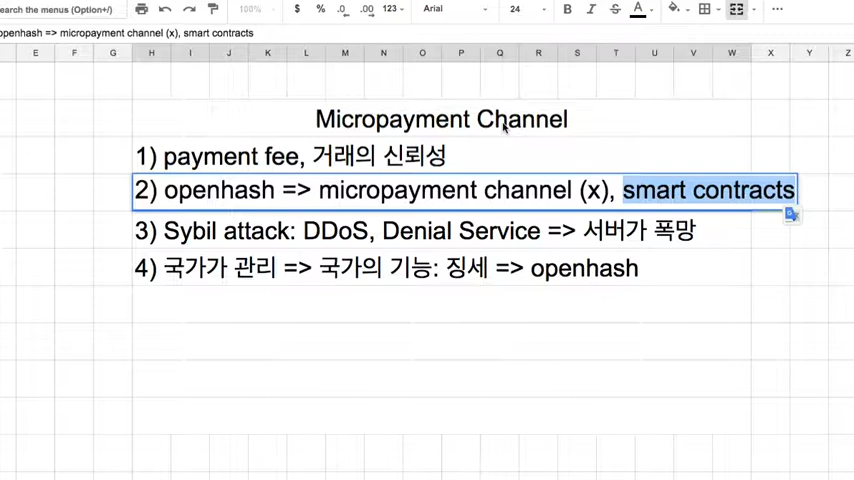 earch the menus (Option+/)
100%
$ % .0 .00 123
Arial
24
B I S A
openhash => micropayment channel (x), smart contracts
E F G H I J K L M N O P Q R S T U V W X Y Z
Micropayment Channel
1) payment fee, 거래의 신뢰성
2) openhash => micropayment channel (x), smart contracts
3) Sybil attack: DDoS, Denial Service => 서버가 폭망
4) 국가가 관리 => 국가의 기능: 징세 => openhash